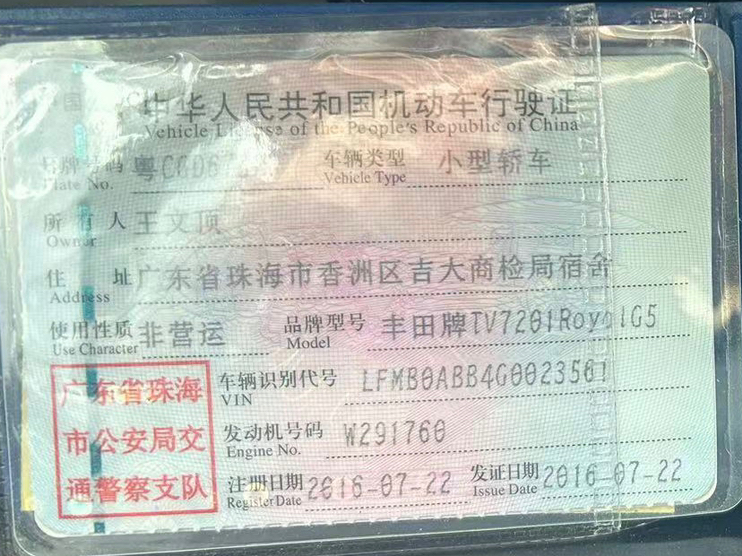 中华人民共和国机动车行驶证
Vehicle License of the People's Republic of China
号牌号码 车辆类型 小型轿车
Plate No. Vehicle Type
所有人 王文顶
Owner
住址 广东省珠海市香洲区吉大商检局宿舍
Address
使用性质 非营运 品牌型号 丰田牌TV7201RoyalG5
Use Character Model
广东省珠海 车辆识别代号 LFMB0ABB4G0023501
VIN
市公安局交 发动机号码 W291760
Engine No.
通警察支队 注册日期 2016-07-22 发证日期 2016-07-22
Register Date Issue Date